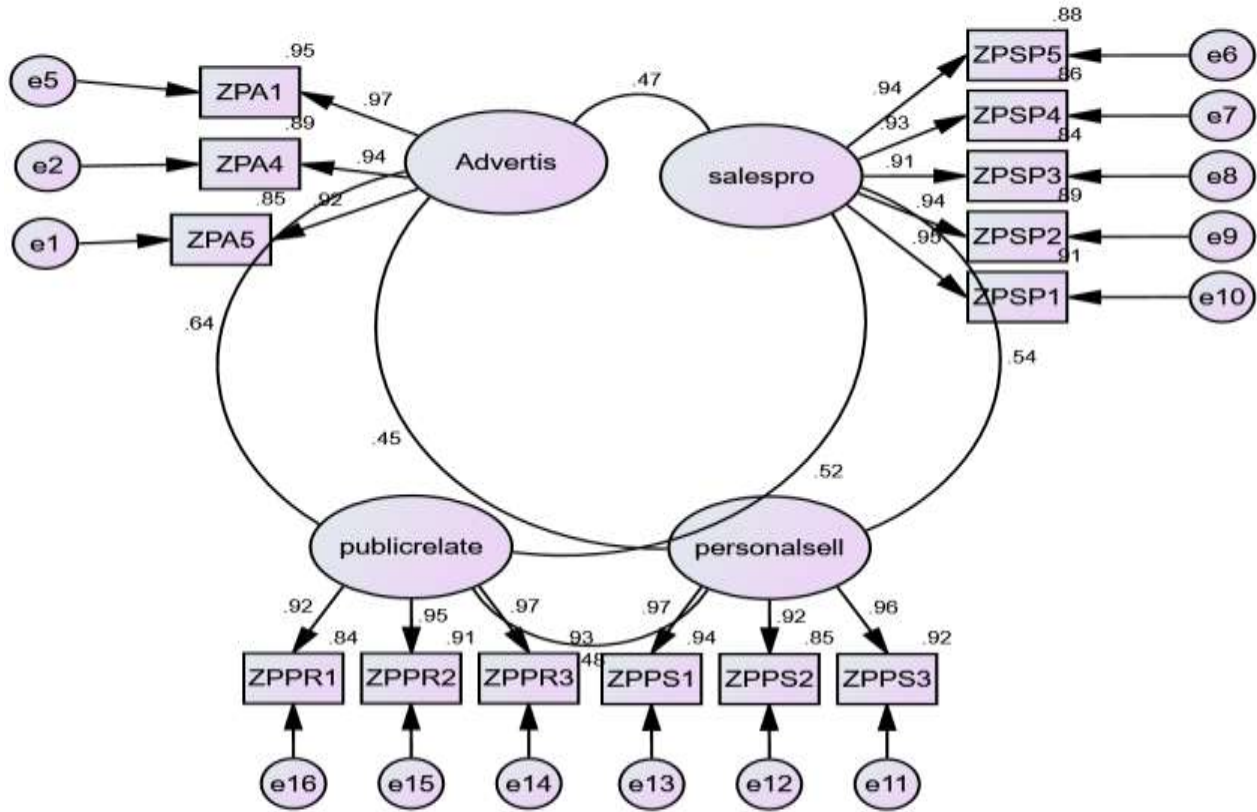 .88
.95
e5
ZPA1
.97
.47
.94
ZPSP5
e6
.86
.89
.93
ZPSP4
e7
.84
e2
ZPA4
.94
Advertis
salespro
.91
ZPSP3
e8
.89
.85
.92
.94
ZPSP2
e9
e1
ZPA5
.95
.91
ZPSP1
e10
.64
.54
.45
.52
publicrelate
personalsell
.92
.95
.97
.97
.92
.96
.84
.91
.93
.94
.85
.92
.48
ZPPR1
ZPPR2
ZPPR3
ZPPS1
ZPPS2
ZPPS3
e16
e15
e14
e13
e12
e11